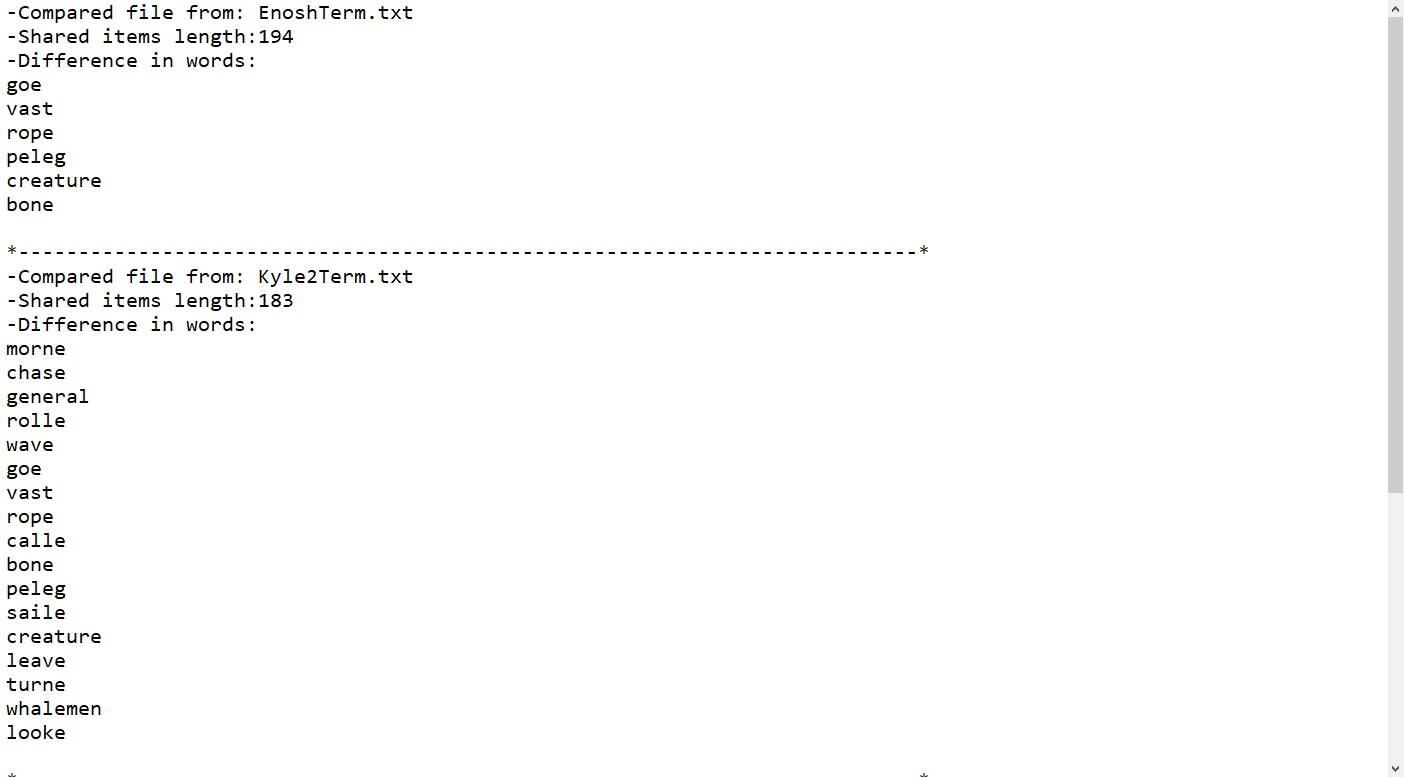 -Compared file from: EnoshTerm.txt
-Shared items length:194
-Difference in words:
goe
vast
rope
peleg
creature
bone
*---------------------------------------------------------------------------*
-Compared file from: Kyle2Term.txt
-Shared items length:183
-Difference in words:
morne
chase
general
rolle
wave
goe
vast
rope
calle
bone
peleg
saile
creature
leave
turne
whalemen
looke
*---------------------------------------------------------------------------*